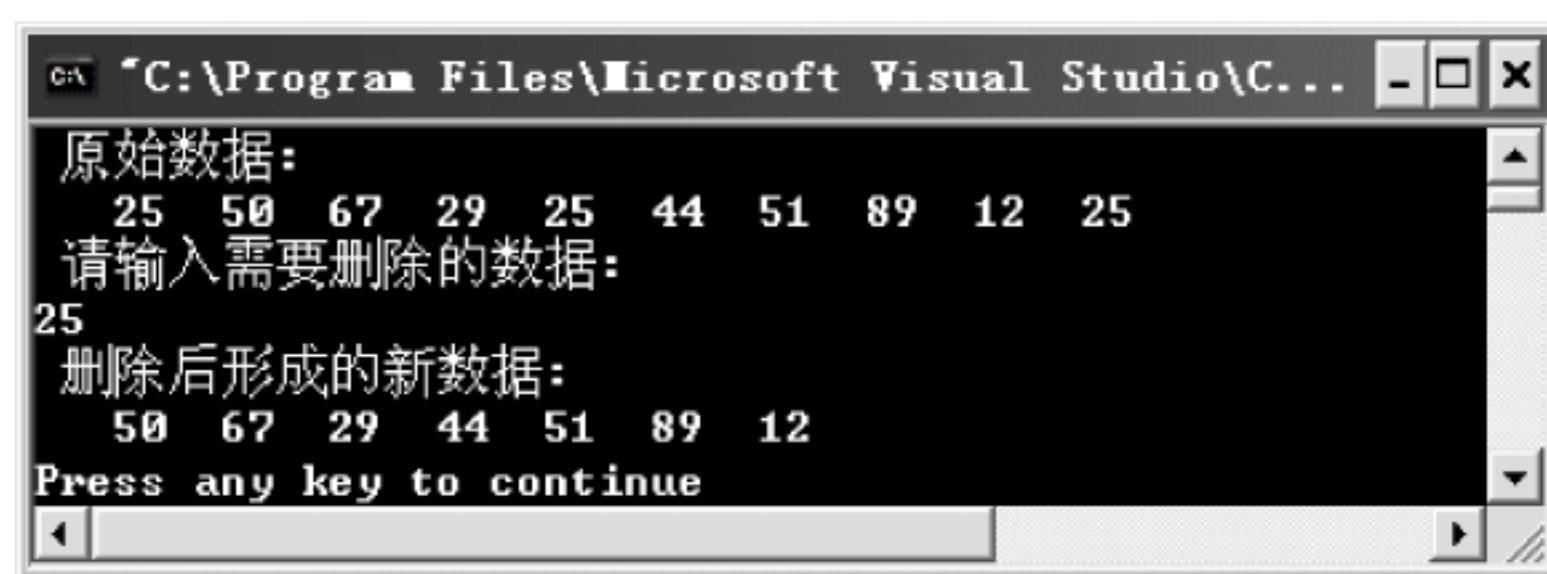 "C:\Program Files\Microsoft Visual Studio\C...
原始数据:
25 50 67 29 25 44 51 89 12 25
请输入需要删除的数据:
25
删除后形成的新数据:
50 67 29 44 51 89 12
Press any key to continue